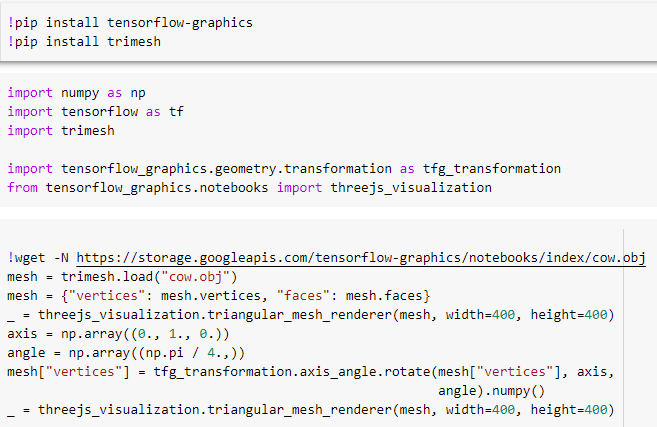 !pip install tensorflow-graphics
!pip install trimesh
import numpy as np
import tensorflow as tf
import trimesh
import tensorflow_graphics.geometry.transformation as tfg_transformation
from tensorflow_graphics.notebooks import threejs_visualization
!wget -N https://storage.googleapis.com/tensorflow-graphics/notebooks/index/cow.obj
mesh = trimesh.load("cow.obj")
mesh = {"vertices": mesh.vertices, "faces": mesh.faces}
_ = threejs_visualization.triangular_mesh_renderer(mesh, width=400, height=400)
axis = np.array((0., 1., 0.))
angle = np.array((np.pi / 4.,))
mesh["vertices"] = tfg_transformation.axis_angle.rotate(mesh["vertices"], axis,
angle).numpy()
_ = threejs_visualization.triangular_mesh_renderer(mesh, width=400, height=400)